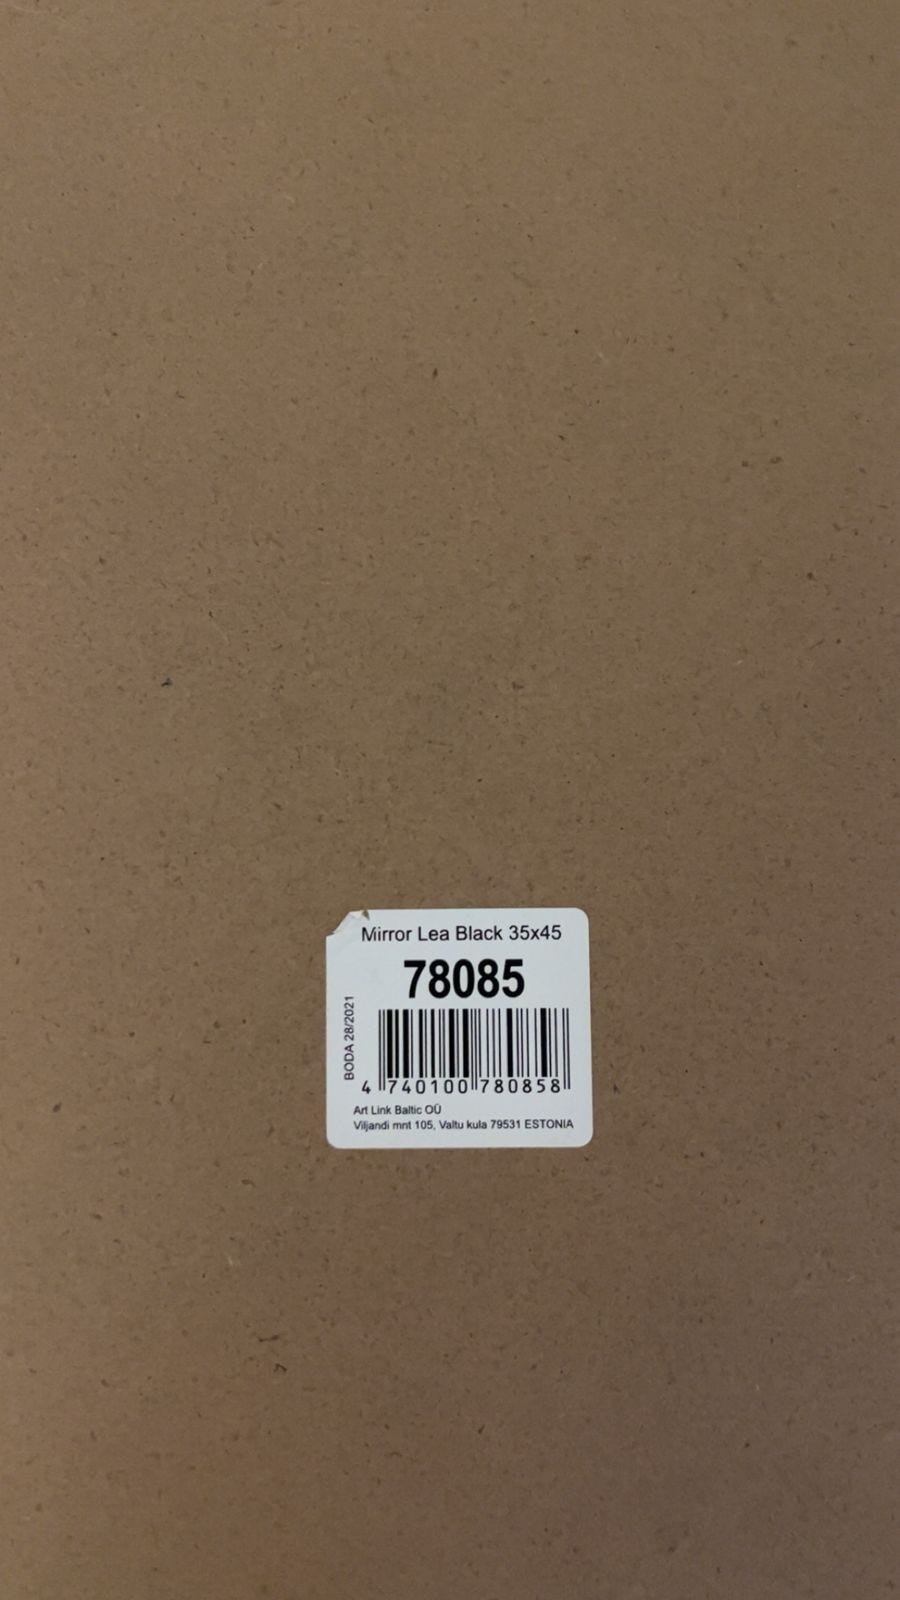 Mirror Lea Black 35x45
78085
BODA 28/2021
4 740100 780858
Art Link Baltic OÜ
Viljandi mnt 105, Valtu kula 79531 ESTONIA